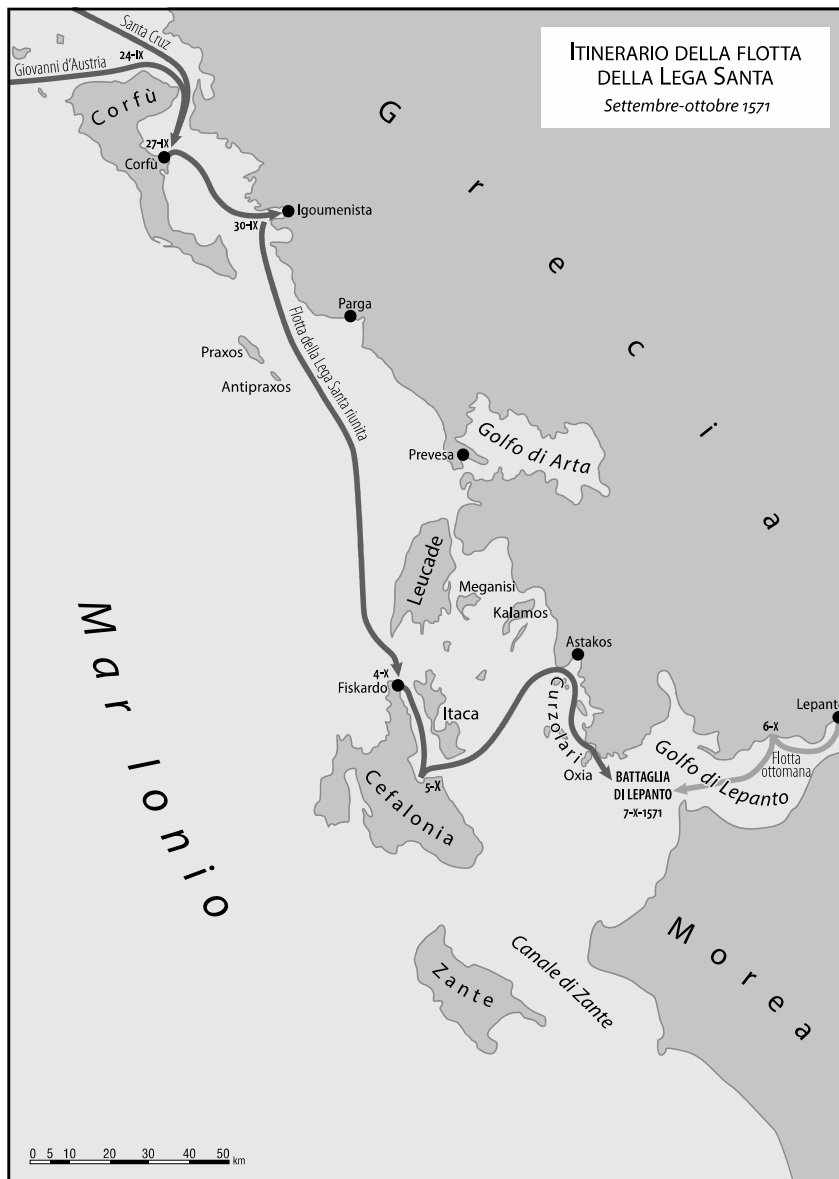 ITINERARIO DELLA FLOTTA
DELLA LEGA SANTA
Settembre-ottobre 1571
Santa Cruz
24-IX
Giovanni d'Austria
Corfù
27-IX
Corfù
Grecia
Igoumenista
30-IX
Parga
Flotta della Lega Santa riunita
Praxos
Antipraxos
Prevesa
Golfo di Arta
Leucade
Meganisi
Kalamos
Mar Ionio
Astakos
4-X
Fiskardo
Itaca
Curzolari
Lepanto
6-X
Flotta
ottomana
Golfo di Lepanto
Oxia
BATTAGLIA
DI LEPANTO
7-X-1571
5-X
Cefalonia
Morea
Canale di Zante
Zante
0 5 10 20 30 40 50
km